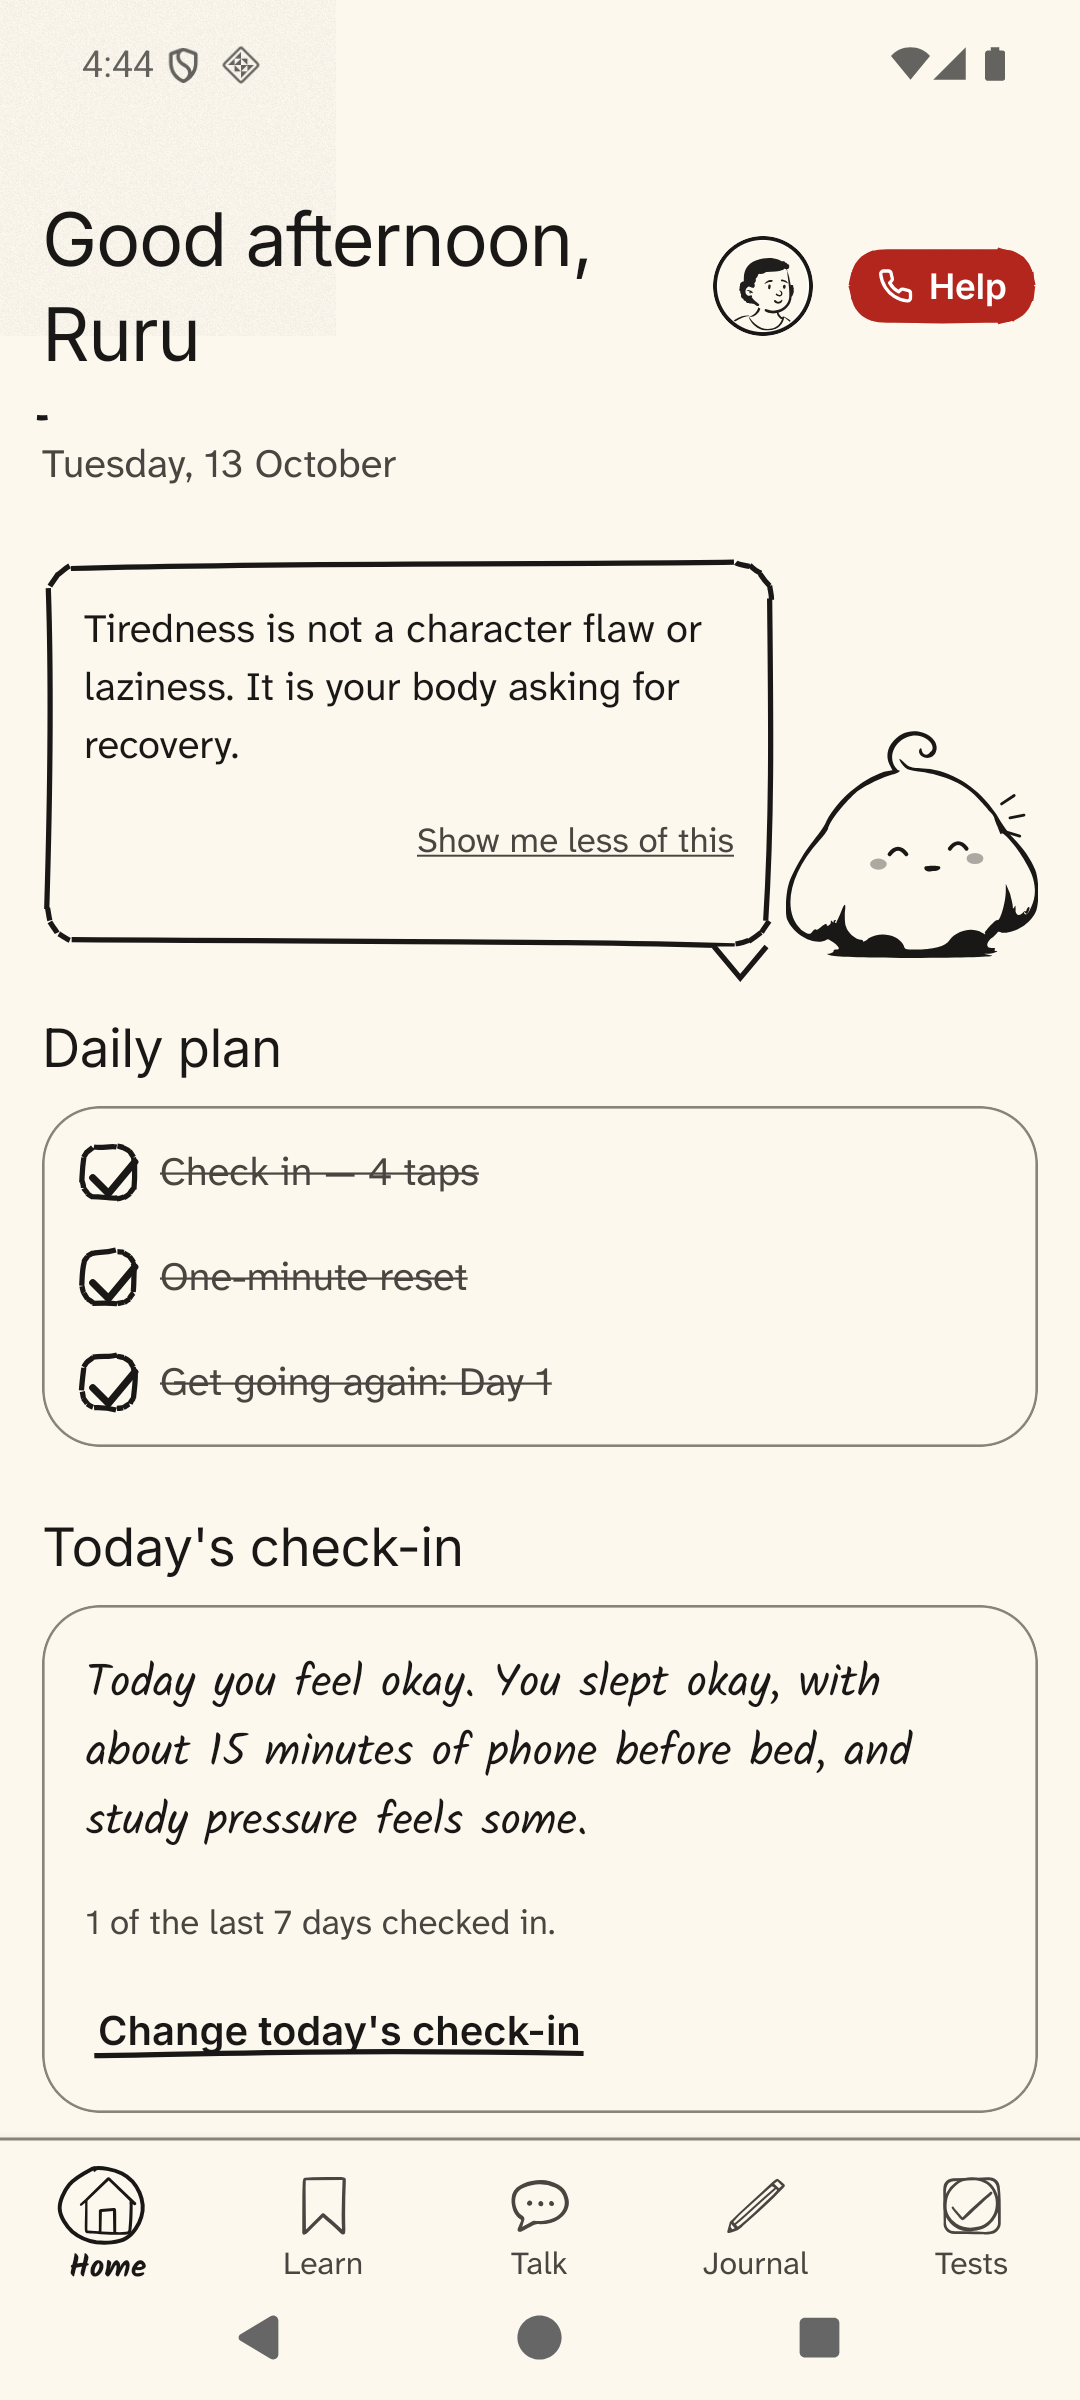 4:44
Good afternoon,
Ruru
Help
Tuesday, 13 October
Tiredness is not a character flaw or
laziness. It is your body asking for
recovery.
Show me less of this
Daily plan
Check in — 4 taps
One-minute reset
Get going again: Day 1
Today's check-in
Today you feel okay. You slept okay, with
about 15 minutes of phone before bed, and
study pressure feels some.
1 of the last 7 days checked in.
Change today's check-in
Home
Learn
Talk
Journal
Tests